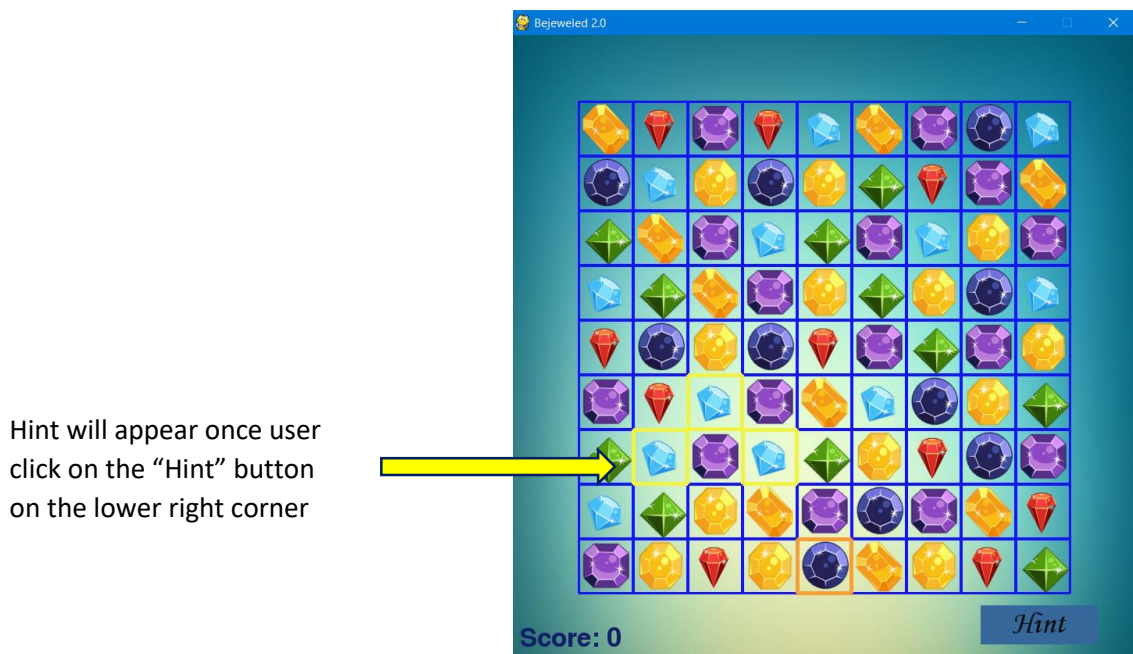 Bejeweled 2.0
Hint will appear once user
click on the “Hint” button
on the lower right corner
Hint
Score: 0